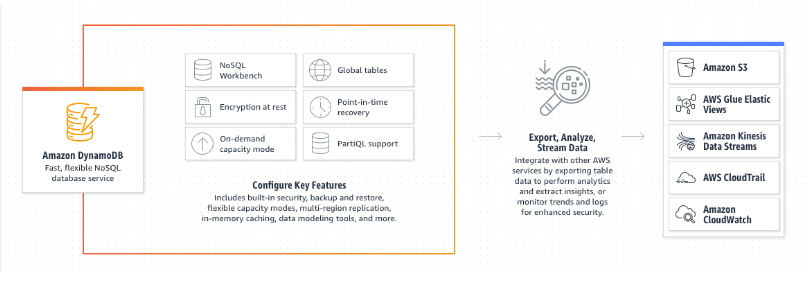 Amazon DynamoDB
Fast, flexible NoSQL
database service
NoSQL
Workbench
Global tables
Encryption at rest
Point-in-time
recovery
On-demand
capacity mode
PartiQL support
Configure Key Features
Includes built-in security, backup and restore,
flexible capacity modes, multi-region replication,
in-memory caching, data modeling tools, and more.
Export, Analyze,
Stream Data
Integrate with other AWS
services by exporting table
data to perform analytics
and extract insights, or
monitor trends and logs
for enhanced security.
Amazon S3
AWS Glue Elastic
Views
Amazon Kinesis
Data Streams
AWS CloudTrail
Amazon
CloudWatch